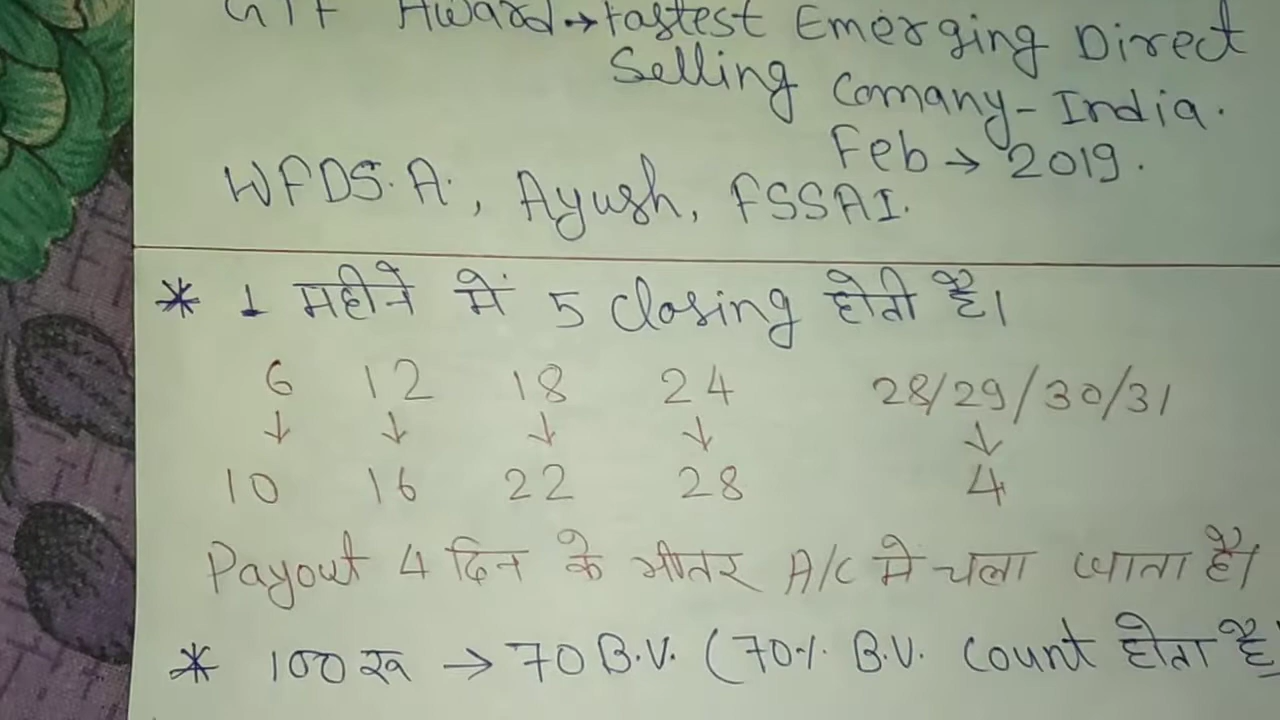 Award→Fastest Emerging Direct
Selling Comany-India.
Feb → 2019.
WFDS.A., Ayush, FSSAI.
* 1 महीने में 5 Closing होती है।
6 12 18 24 28/29/30/31
↓ ↓ ↓ ↓ ↓
10 16 22 28 4
Payout 4 दिन के भीतर A/C मे चला जाता है।
* 100 रू → 70 B.V. (70% B.V. Count होता है